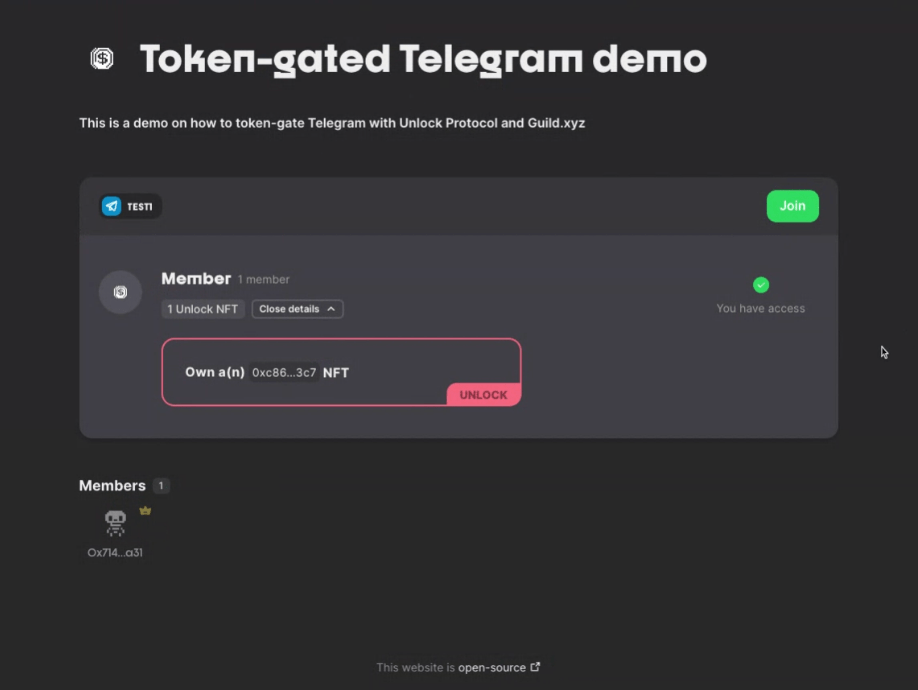 Token-gated Telegram demo
This is a demo on how to token-gate Telegram with Unlock Protocol and Guild.xyz
TEST1
Join
Member 1 member
1 Unlock NFT Close details
You have access
Own a(n) 0xc86...3c7 NFT
UNLOCK
Members 1
0x714...a31
This website is open-source